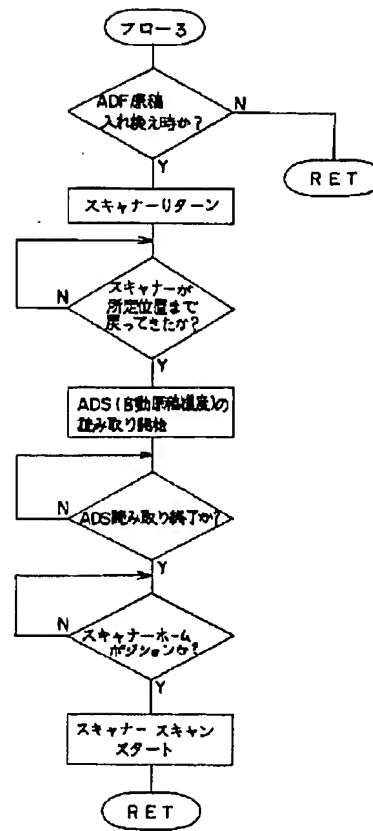 フロー3
ADF原稿
入れ換え時か?
N
Y
RET
スキャナーリターン
スキャナーが
所定位置まで
戻ってきたか?
N
Y
ADS(自動原稿濃度)の
読み取り開始
ADS読み取り終了か?
N
Y
スキャナーホーム
ポジションか?
N
Y
スキャナー スキャン
スタート
RET